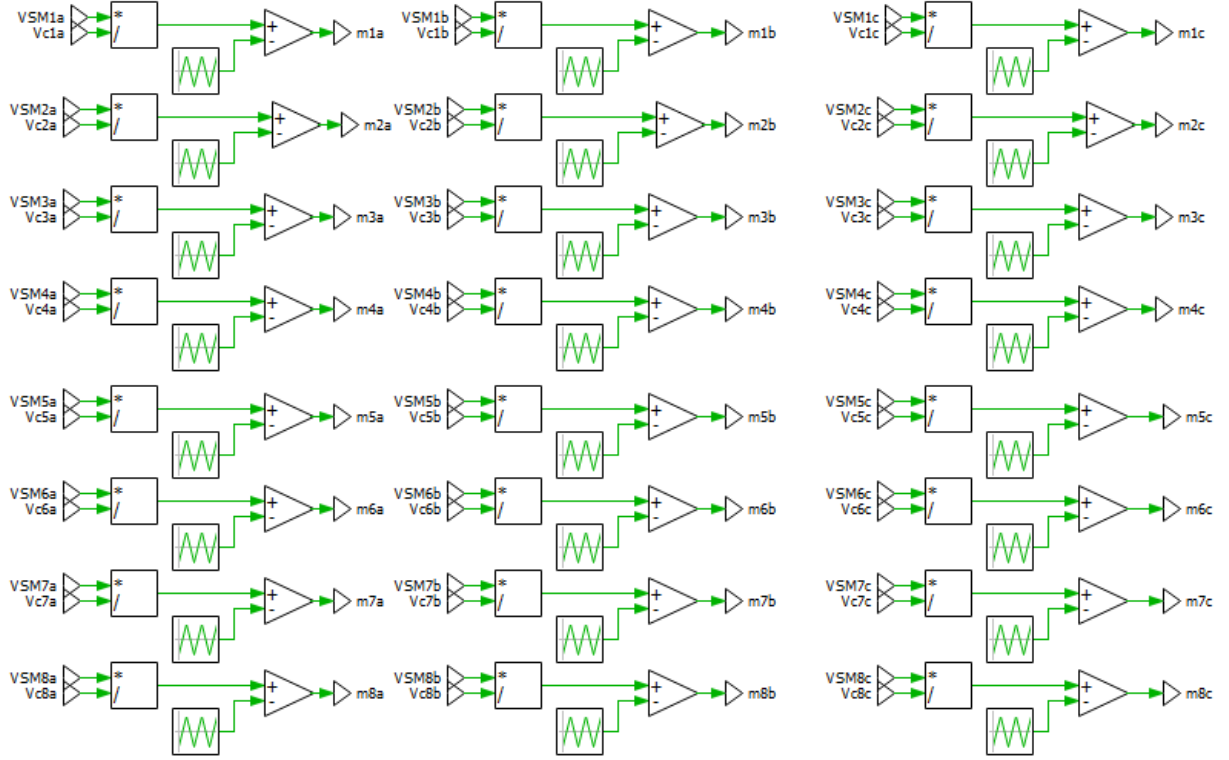 VSM1a * + m1a VSM1b * + m1b VSM1c * + m1c
Vc1a / - Vc1b / - Vc1c / -
VSM2a * + m2a VSM2b * + m2b VSM2c * + m2c
Vc2a / - Vc2b / - Vc2c / -
VSM3a * + m3a VSM3b * + m3b VSM3c * + m3c
Vc3a / - Vc3b / - Vc3c / -
VSM4a * + m4a VSM4b * + m4b VSM4c * + m4c
Vc4a / - Vc4b / - Vc4c / -
VSM5a * + m5a VSM5b * + m5b VSM5c * + m5c
Vc5a / - Vc5b / - Vc5c / -
VSM6a * + m6a VSM6b * + m6b VSM6c * + m6c
Vc6a / - Vc6b / - Vc6c / -
VSM7a * + m7a VSM7b * + m7b VSM7c * + m7c
Vc7a / - Vc7b / - Vc7c / -
VSM8a * + m8a VSM8b * + m8b VSM8c * + m8c
Vc8a / - Vc8b / - Vc8c / -